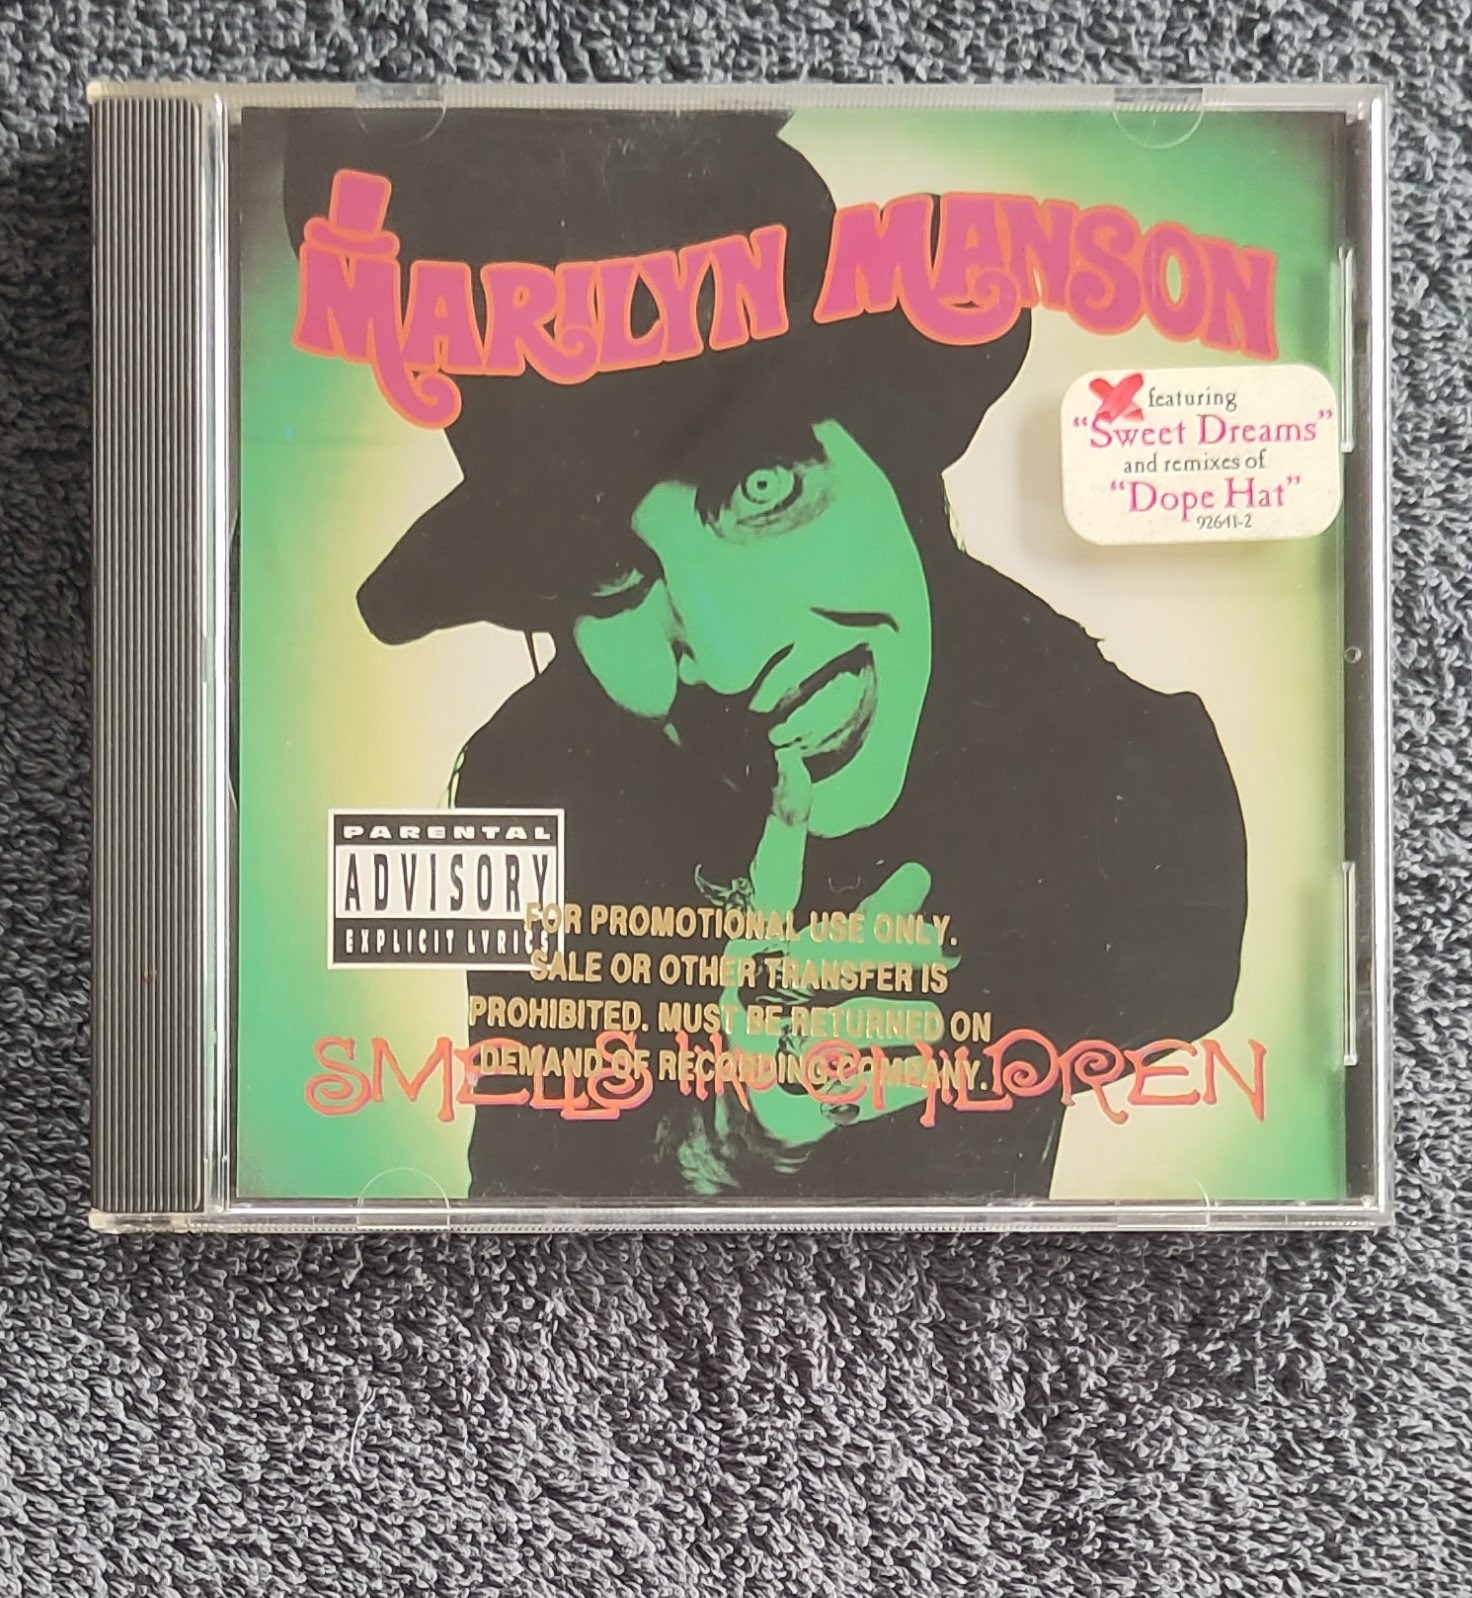 MARILYN MANSON
featuring
“Sweet Dreams”
and remixes of
“Dope Hat”
92641-2
PARENTAL
ADVISORY
EXPLICIT LYRICS
FOR PROMOTIONAL USE ONLY.
SALE OR OTHER TRANSFER IS
PROHIBITED. MUST BE RETURNED ON
DEMAND OF RECORDING COMPANY.
SMELLS liKE CHILDREN